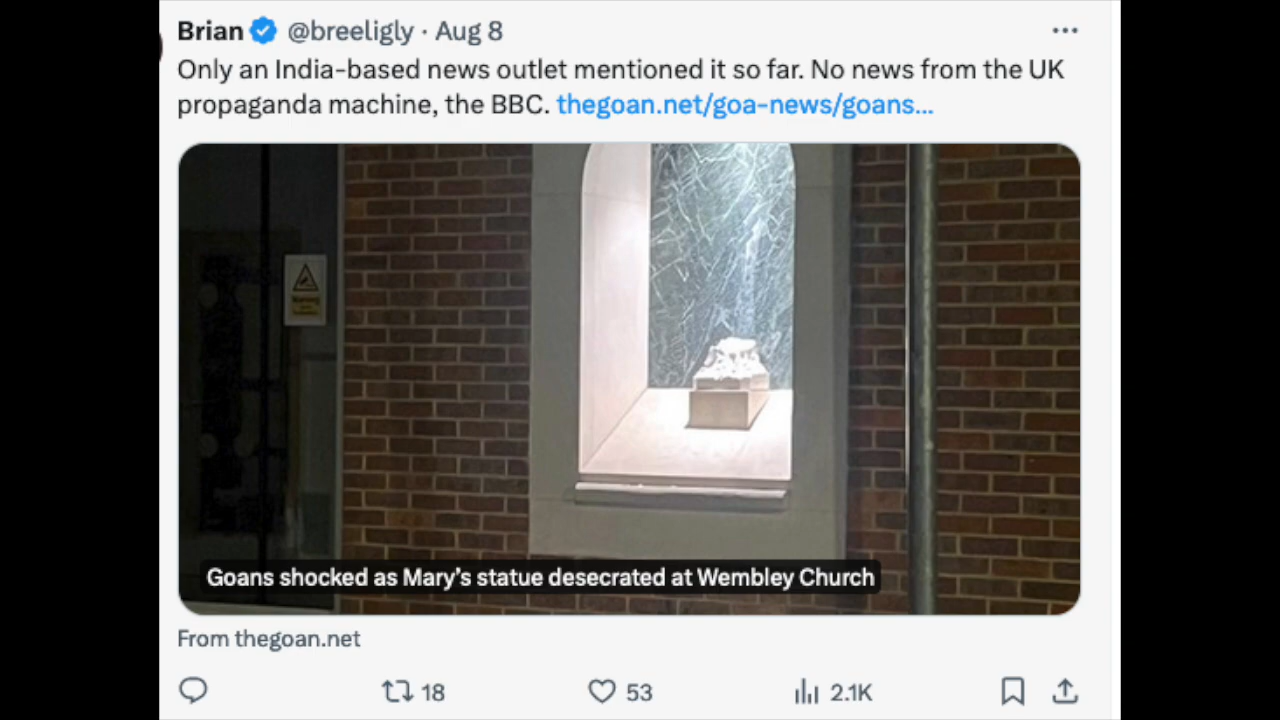 Brian @breeligly · Aug 8
Only an India-based news outlet mentioned it so far. No news from the UK
propaganda machine, the BBC. thegoan.net/goa-news/goans...
Goans shocked as Mary's statue desecrated at Wembley Church
From thegoan.net
18 53 2.1K